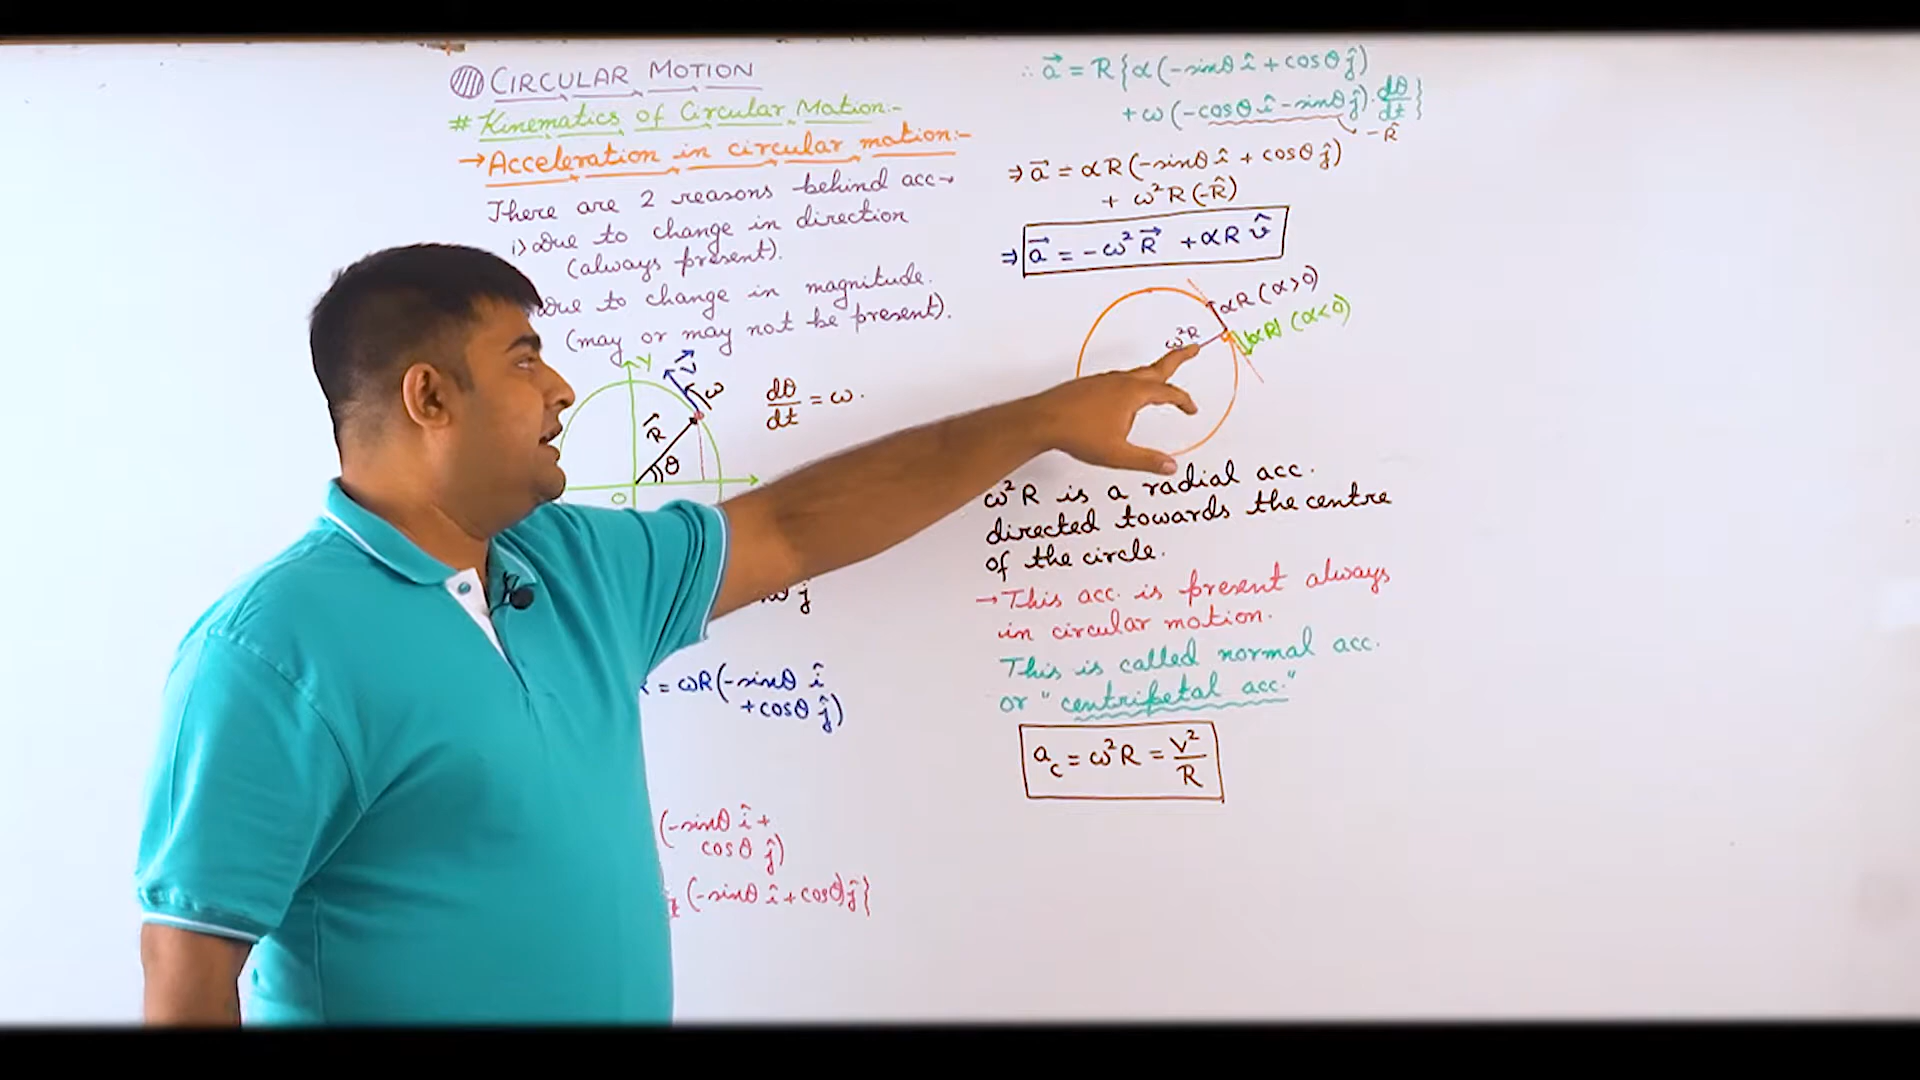 CIRCULAR MOTION
# Kinematics of Circular Motion:-
→ Acceleration in circular motion:-
There are 2 reasons behind acc→
i) Due to change in direction
(always present).
Due to change in magnitude.
(may or may not be present).
y
v⃗
ω
R⃗
θ
O
dθ/dt = ω.
ĵ
= ωR(-sinθ î
+cosθ ĵ)
(-sinθ î +
cosθ ĵ)
(-sinθ î + cosθ ĵ}
∴ a⃗ = R{α(-sinθ î + cosθ ĵ)
+ω(-cosθ î - sinθ ĵ).dθ/dt}
-R̂
⇒ a⃗ = αR(-sinθ î + cosθ ĵ)
+ ω²R(-R̂)
⇒ a⃗ = -ω²R⃗ + αR v̂
αR (α>0)
ω²R
|αR| (α<0)
ω²R is a radial acc.
directed towards the centre
of the circle.
→ This acc. is present always
in circular motion.
This is called normal acc.
or "centripetal acc."
a_c = ω²R = V²/R